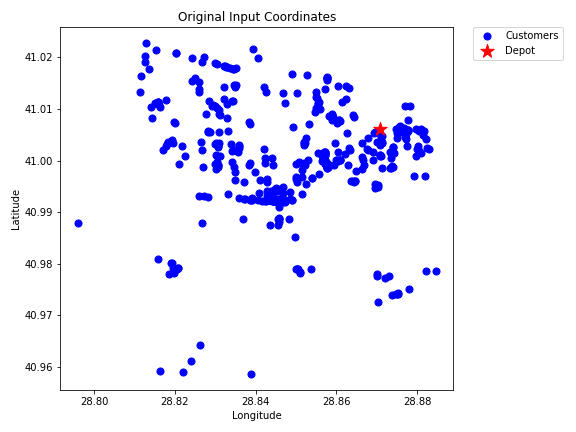 Original Input Coordinates
Customers
Depot
41.02
41.01
41.00
40.99
40.98
40.97
40.96
Latitude
28.80 28.82 28.84 28.86 28.88
Longitude